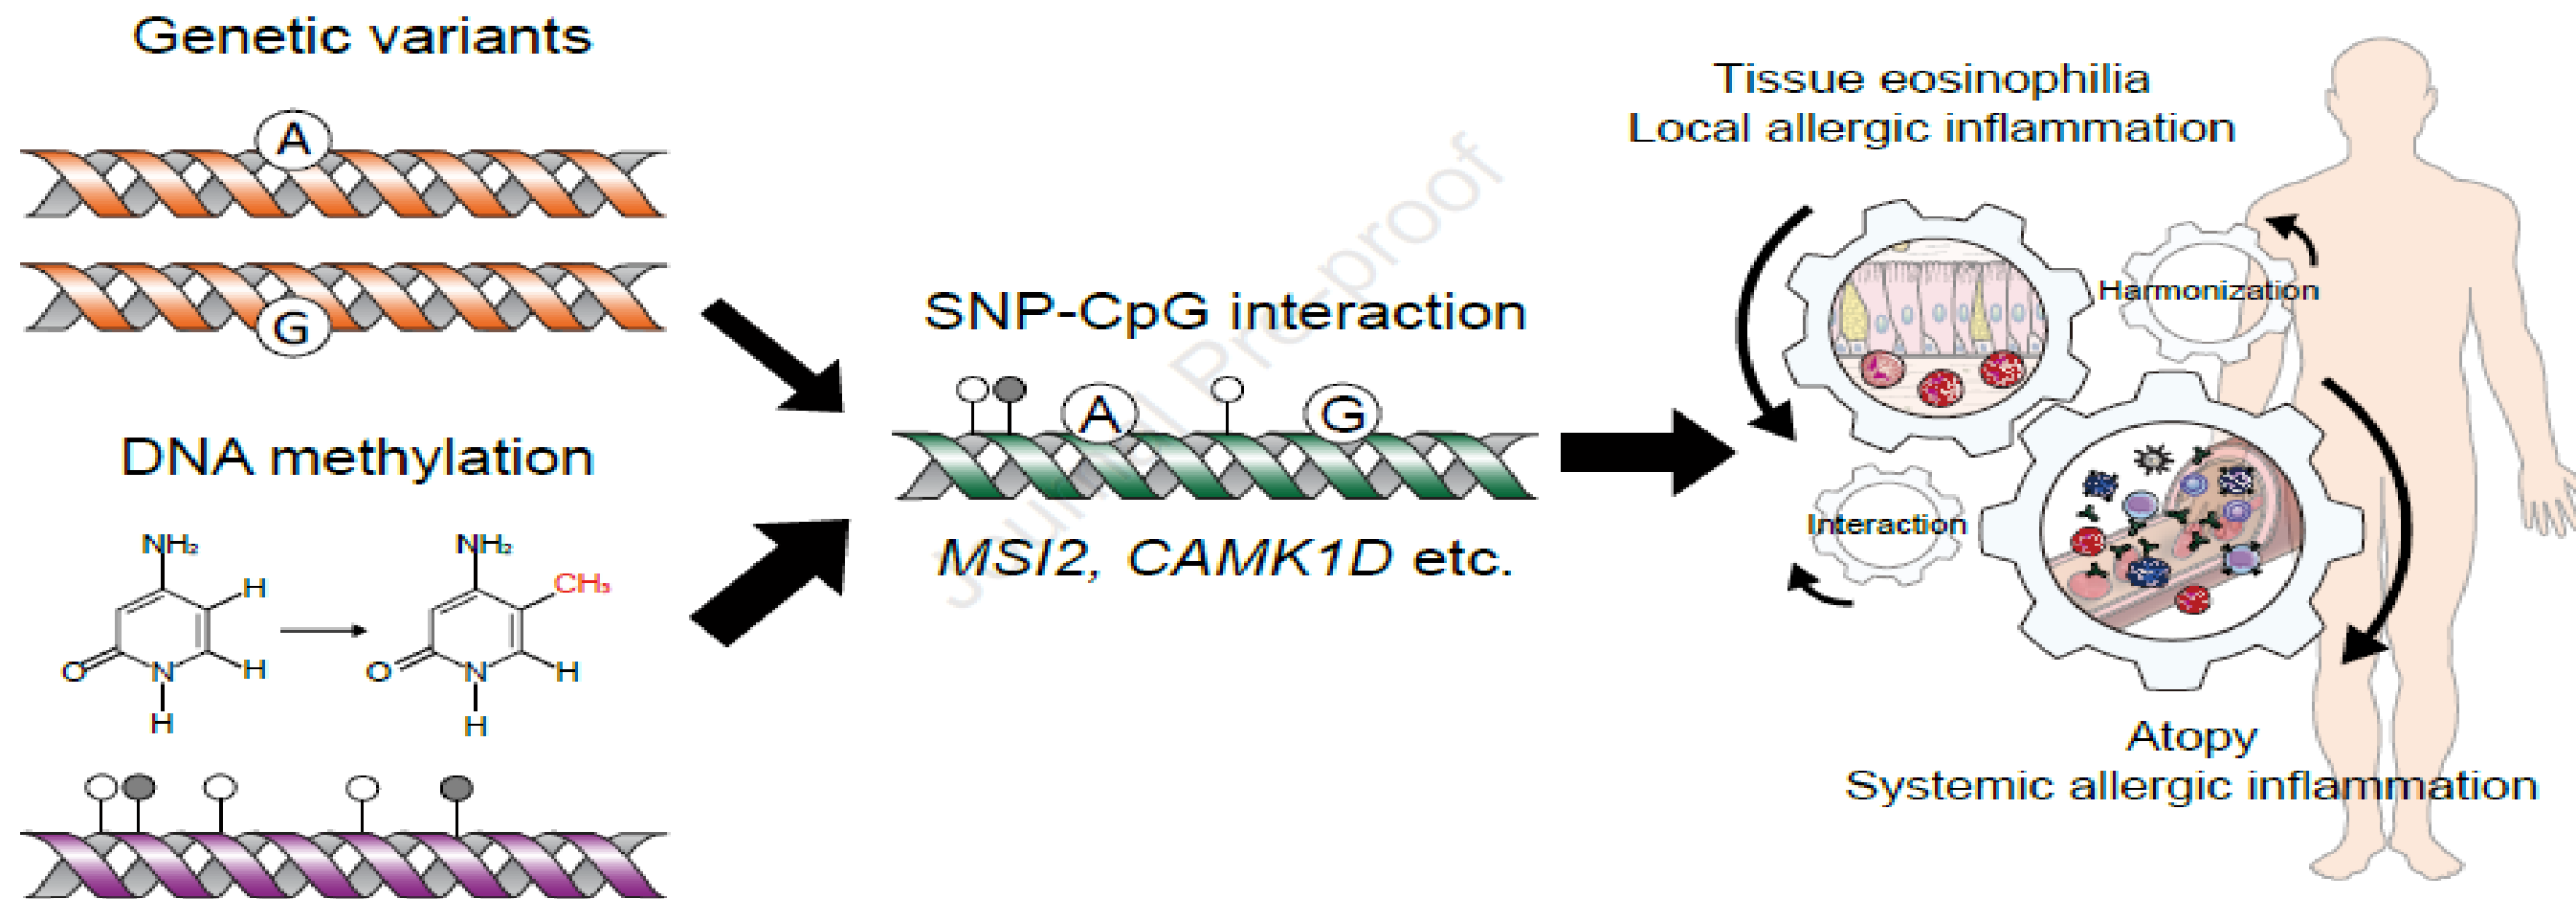 Genetic variants
A
G
DNA methylation
NH₂
H
O
N
H
H
NH₂
CH₃
O
N
H
H
SNP-CpG interaction
A
G
MSI2, CAMK1D etc.
Journal Pre-proof
Tissue eosinophilia
Local allergic inflammation
Harmonization
Interaction
Atopy
Systemic allergic inflammation